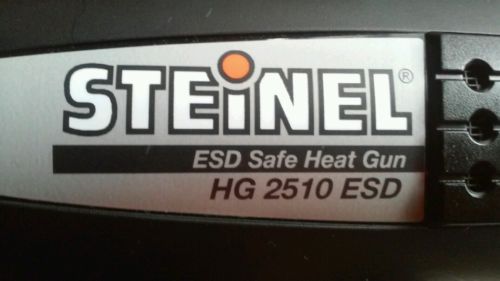 STEiNEL®
ESD Safe Heat Gun
HG 2510 ESD